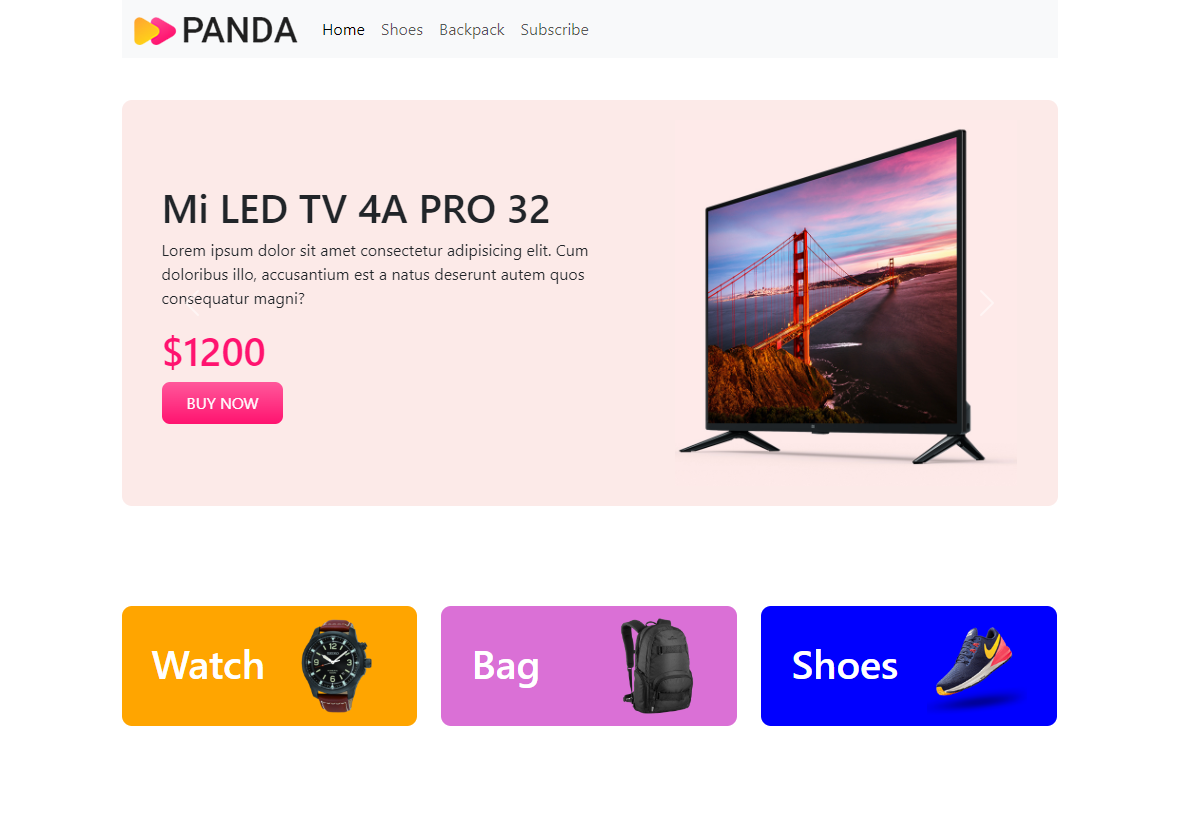 PANDA Home Shoes Backpack Subscribe
Mi LED TV 4A PRO 32
Lorem ipsum dolor sit amet consectetur adipisicing elit. Cum
doloribus illo, accusantium est a natus deserunt autem quos
consequatur magni?
$1200
BUY NOW
Watch
Bag
Shoes